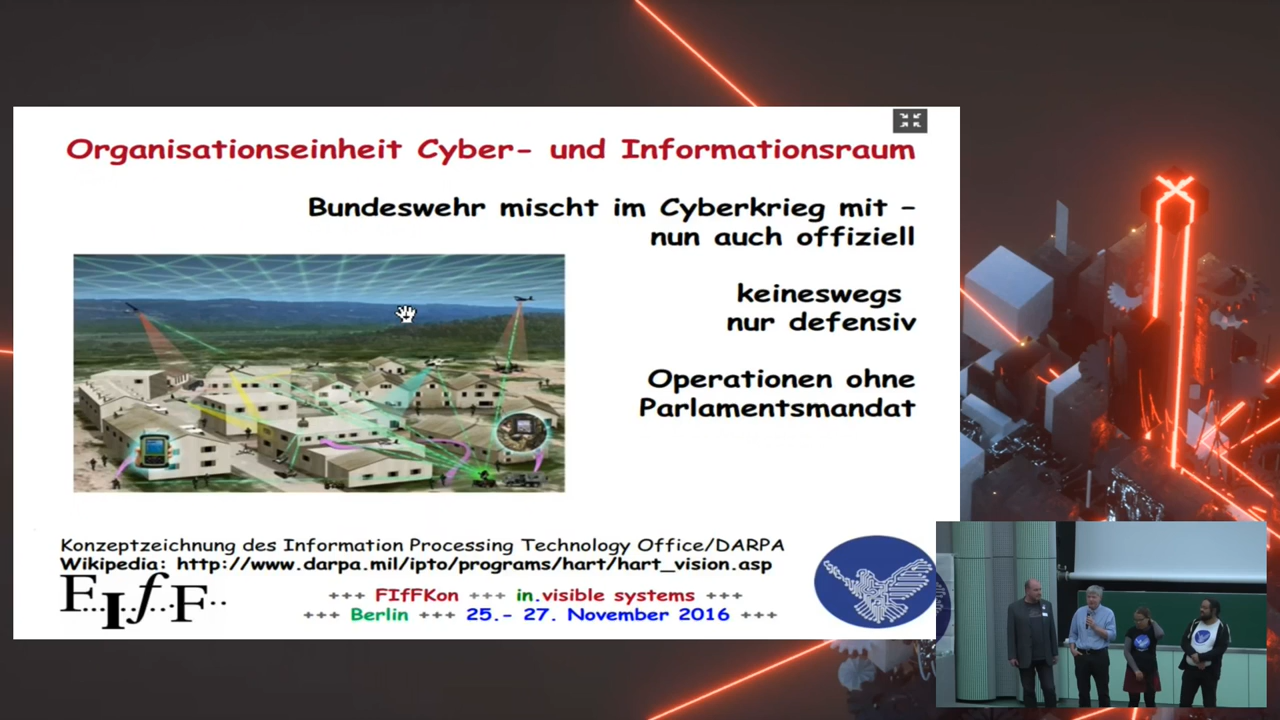 Organisationseinheit Cyber- und Informationsraum
Bundeswehr mischt im Cyberkrieg mit –
nun auch offiziell
keineswegs
nur defensiv
Operationen ohne
Parlamentsmandat
Konzeptzeichnung des Information Processing Technology Office/DARPA
Wikipedia: http://www.darpa.mil/ipto/programs/hart/hart_vision.asp
F..I..f..F..
+++ FIfFKon +++ in.visible systems +++
+++ Berlin +++ 25.- 27. November 2016 +++